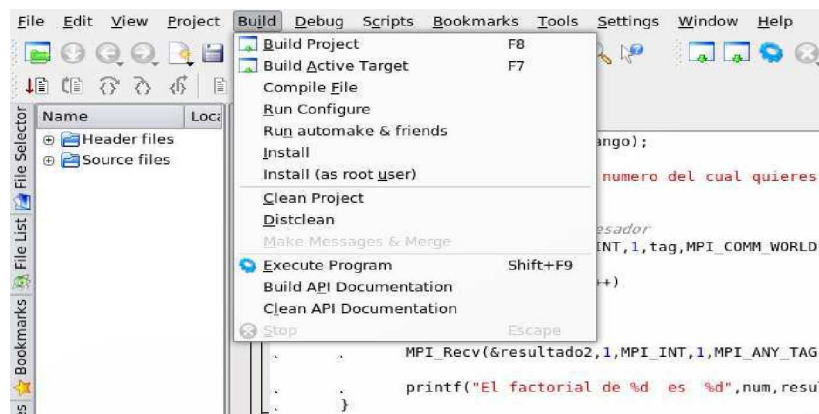 File Edit View Project Build Debug Scripts Bookmarks Tools Settings Window Help
Build Project F8
Build Active Target F7
Compile File
Run Configure
Run automake & friends
Install
Install (as root user)
Clean Project
Distclean
Make Messages & Merge
Execute Program Shift+F9
Build API Documentation
Clean API Documentation
Stop Escape
File Selector
File List
Bookmarks
Name
Header files
Source files
ango);
numero del cual quieres
esador
INT,1,tag,MPI_COMM_WORLD
++)
MPI_Recv(&resultado2,1,MPI_INT,1,MPI_ANY_TAG
printf("El factorial de %d es %d",num,resu
}